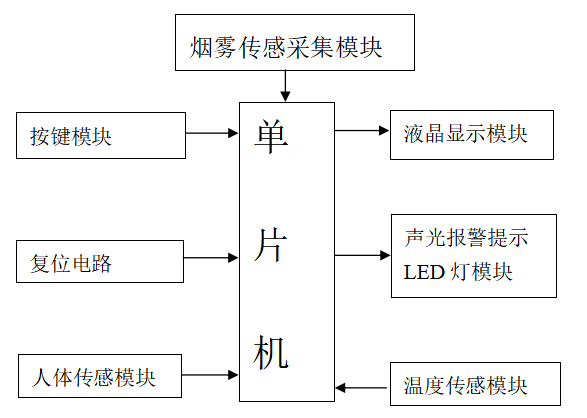 烟雾传感采集模块
按键模块
单
液晶显示模块
复位电路
片
声光报警提示
LED 灯模块
人体传感模块
机
温度传感模块